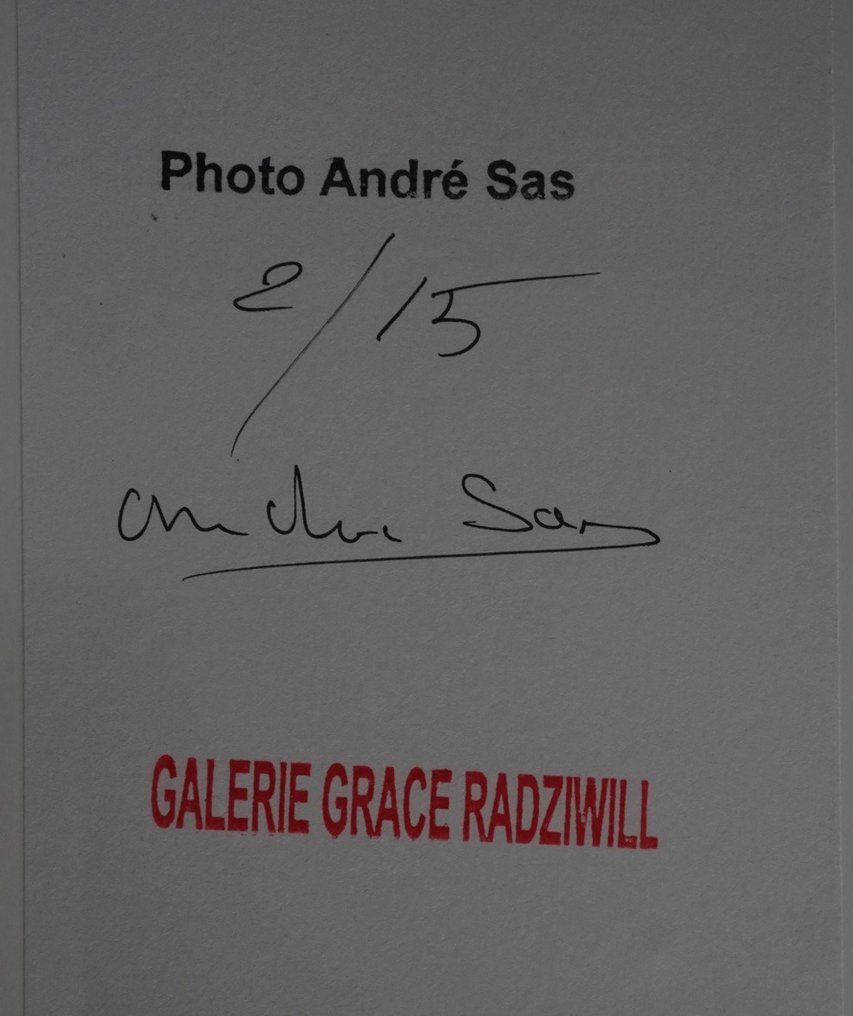 Photo André Sas
2/15
André Sas
GALERIE GRACE RADZIWILL